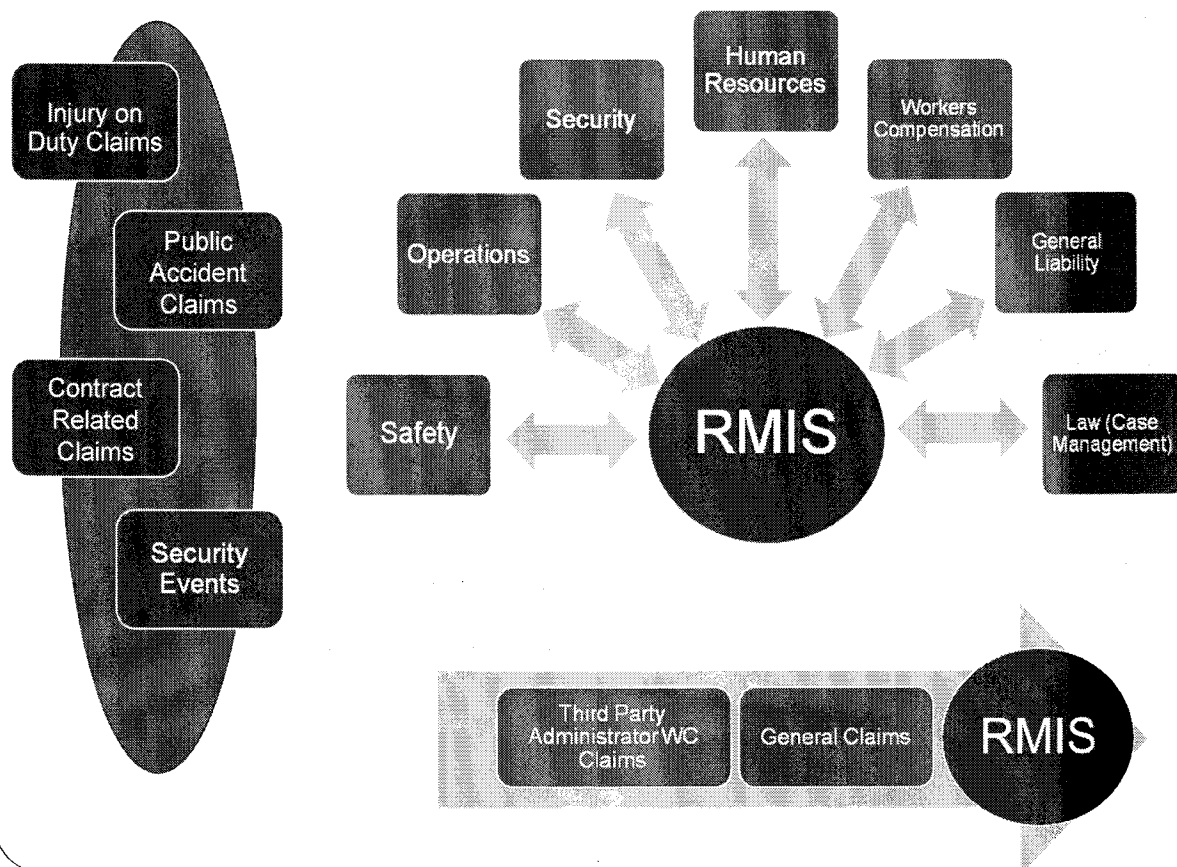 Injury on
Duty Claims
Public
Accident
Claims
Contract
Related
Claims
Security
Events
Safety
Operations
Security
Human
Resources
Workers
Compensation
General
Liability
Law (Case
Management)
RMIS
Third Party
Administrator WC
Claims
General Claims
RMIS